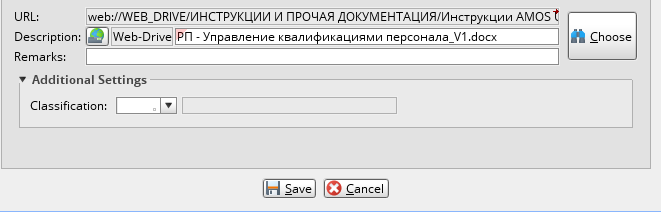 URL: web://WEB_DRIVE/ИНСТРУКЦИИ И ПРОЧАЯ ДОКУМЕНТАЦИЯ/Инструкции AMOS
Description: Web-Drive РП - Управление квалификациями персонала_V1.docx
Choose
Remarks:
Additional Settings
Classification:
Save Cancel